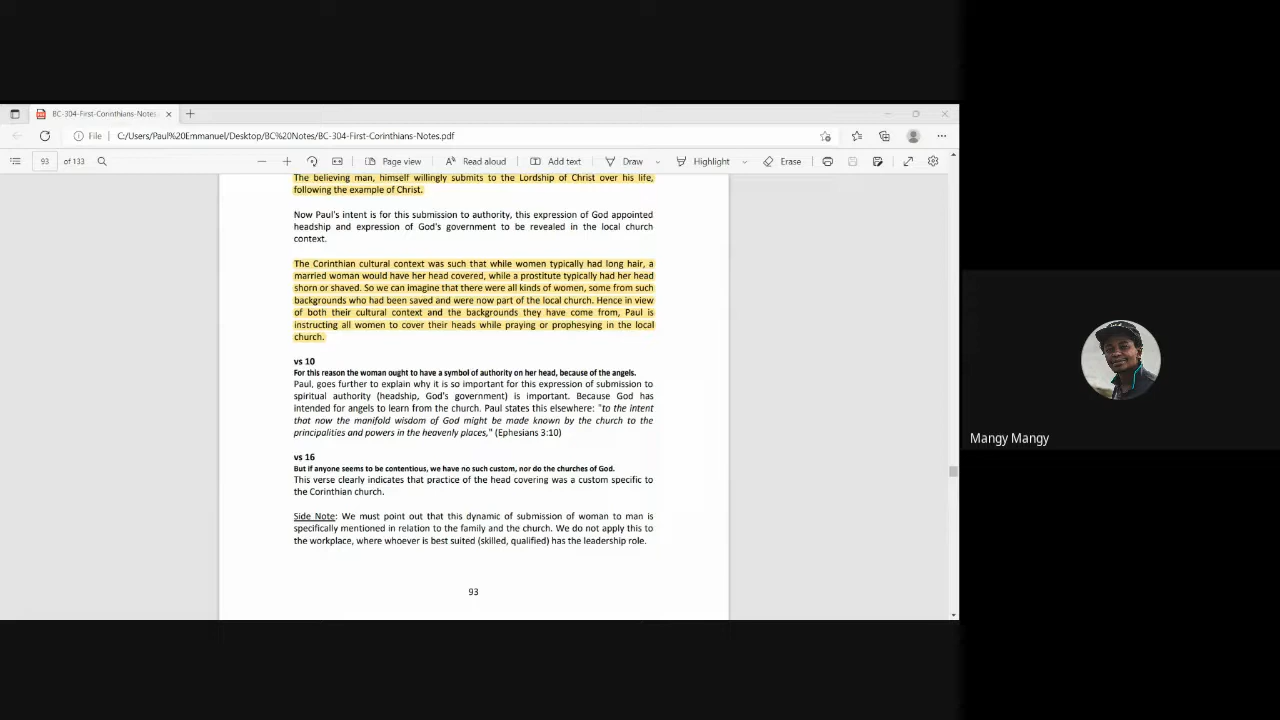 BC-304-First-Corinthians-Notes
File
C:/Users/Paul%20Emmanuel/Desktop/BC%20Notes/BC-304-First-Corinthians-Notes.pdf
93 of 133
Page view
Read aloud
Add text
Draw
Highlight
Erase
The believing man, himself willingly submits to the Lordship of Christ over his life,
following the example of Christ.
Now Paul's intent is for this submission to authority, this expression of God appointed
headship and expression of God's government to be revealed in the local church
context.
The Corinthian cultural context was such that while women typically had long hair, a
married woman would have her head covered, while a prostitute typically had her head
shorn or shaved. So we can imagine that there were all kinds of women, some from such
backgrounds who had been saved and were now part of the local church. Hence in view
of both their cultural context and the backgrounds they have come from, Paul is
instructing all women to cover their heads while praying or prophesying in the local
church.
vs 10
For this reason the woman ought to have a symbol of authority on her head, because of the angels.
Paul, goes further to explain why it is so important for this expression of submission to
spiritual authority (headship, God's government) is important. Because God has
intended for angels to learn from the church. Paul states this elsewhere: "to the intent
that now the manifold wisdom of God might be made known by the church to the
principalities and powers in the heavenly places," (Ephesians 3:10)
vs 16
But if anyone seems to be contentious, we have no such custom, nor do the churches of God.
This verse clearly indicates that practice of the head covering was a custom specific to
the Corinthian church.
Side Note: We must point out that this dynamic of submission of woman to man is
specifically mentioned in relation to the family and the church. We do not apply this to
the workplace, where whoever is best suited (skilled, qualified) has the leadership role.
93
Mangy Mangy